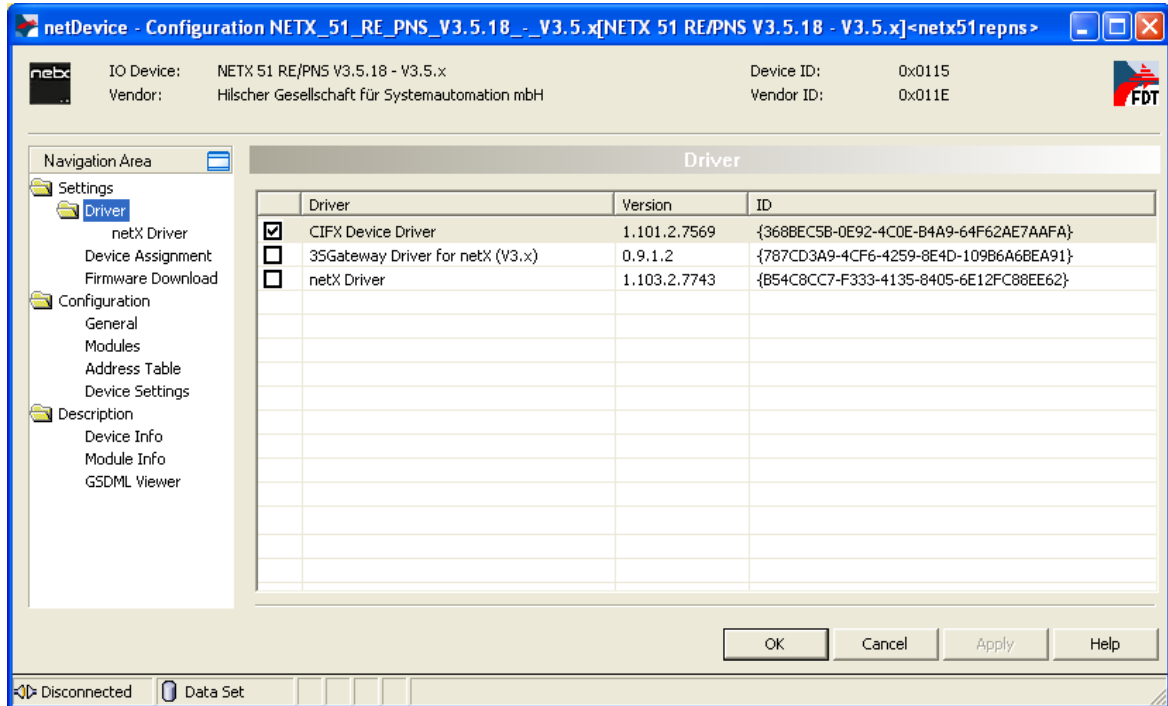 netDevice - Configuration NETX_51_RE_PNS_V3.5.18_-_V3.5.x[NETX 51 RE/PNS V3.5.18 - V3.5.x]<netx51repns>
netx
IO Device: NETX 51 RE/PNS V3.5.18 - V3.5.x Device ID: 0x0115
Vendor: Hilscher Gesellschaft für Systemautomation mbH Vendor ID: 0x011E
FDT
Navigation Area
Settings
Driver
netX Driver
Device Assignment
Firmware Download
Configuration
General
Modules
Address Table
Device Settings
Description
Device Info
Module Info
GSDML Viewer
Driver
Driver Version ID
CIFX Device Driver 1.101.2.7569 {368BEC5B-0E92-4C0E-B4A9-64F62AE7AAFA}
3SGateway Driver for netX (V3.x) 0.9.1.2 {787CD3A9-4CF6-4259-8E4D-109B6A6BEA91}
netX Driver 1.103.2.7743 {B54C8CC7-F333-4135-8405-6E12FC88EE62}
OK Cancel Apply Help
Disconnected Data Set